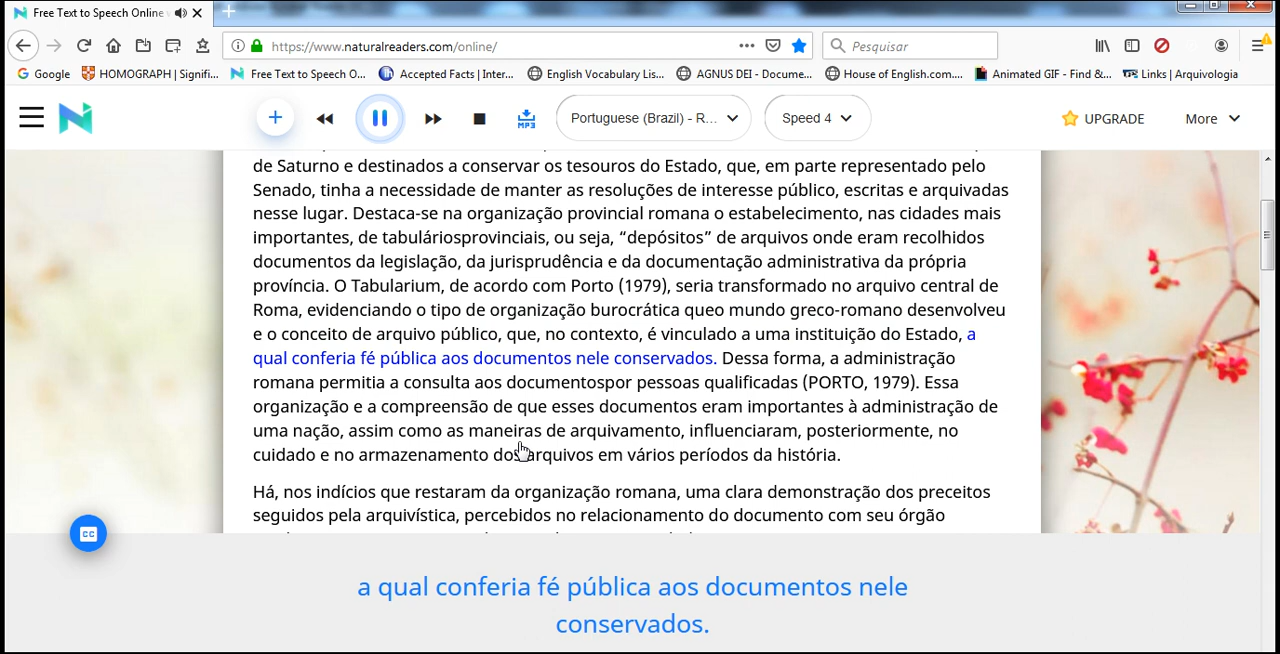 Free Text to Speech Online
https://www.naturalreaders.com/online/
Pesquisar
Google
HOMOGRAPH | Signifi...
Free Text to Speech O...
Accepted Facts | Inter...
English Vocabulary Lis...
AGNUS DEI - Docume...
House of English.com....
Animated GIF - Find &...
Links | Arquivologia
MP3
Portuguese (Brazil) - R...
Speed 4
UPGRADE
More
de Saturno e destinados a conservar os tesouros do Estado, que, em parte representado pelo
Senado, tinha a necessidade de manter as resoluções de interesse público, escritas e arquivadas
nesse lugar. Destaca-se na organização provincial romana o estabelecimento, nas cidades mais
importantes, de tabuláriosprovinciais, ou seja, “depósitos” de arquivos onde eram recolhidos
documentos da legislação, da jurisprudência e da documentação administrativa da própria
província. O Tabularium, de acordo com Porto (1979), seria transformado no arquivo central de
Roma, evidenciando o tipo de organização burocrática queo mundo greco-romano desenvolveu
e o conceito de arquivo público, que, no contexto, é vinculado a uma instituição do Estado, a
qual conferia fé pública aos documentos nele conservados. Dessa forma, a administração
romana permitia a consulta aos documentospor pessoas qualificadas (PORTO, 1979). Essa
organização e a compreensão de que esses documentos eram importantes à administração de
uma nação, assim como as maneiras de arquivamento, influenciaram, posteriormente, no
cuidado e no armazenamento dos arquivos em vários períodos da história.
Há, nos indícios que restaram da organização romana, uma clara demonstração dos preceitos
seguidos pela arquivística, percebidos no relacionamento do documento com seu órgão
CC
a qual conferia fé pública aos documentos nele
conservados.